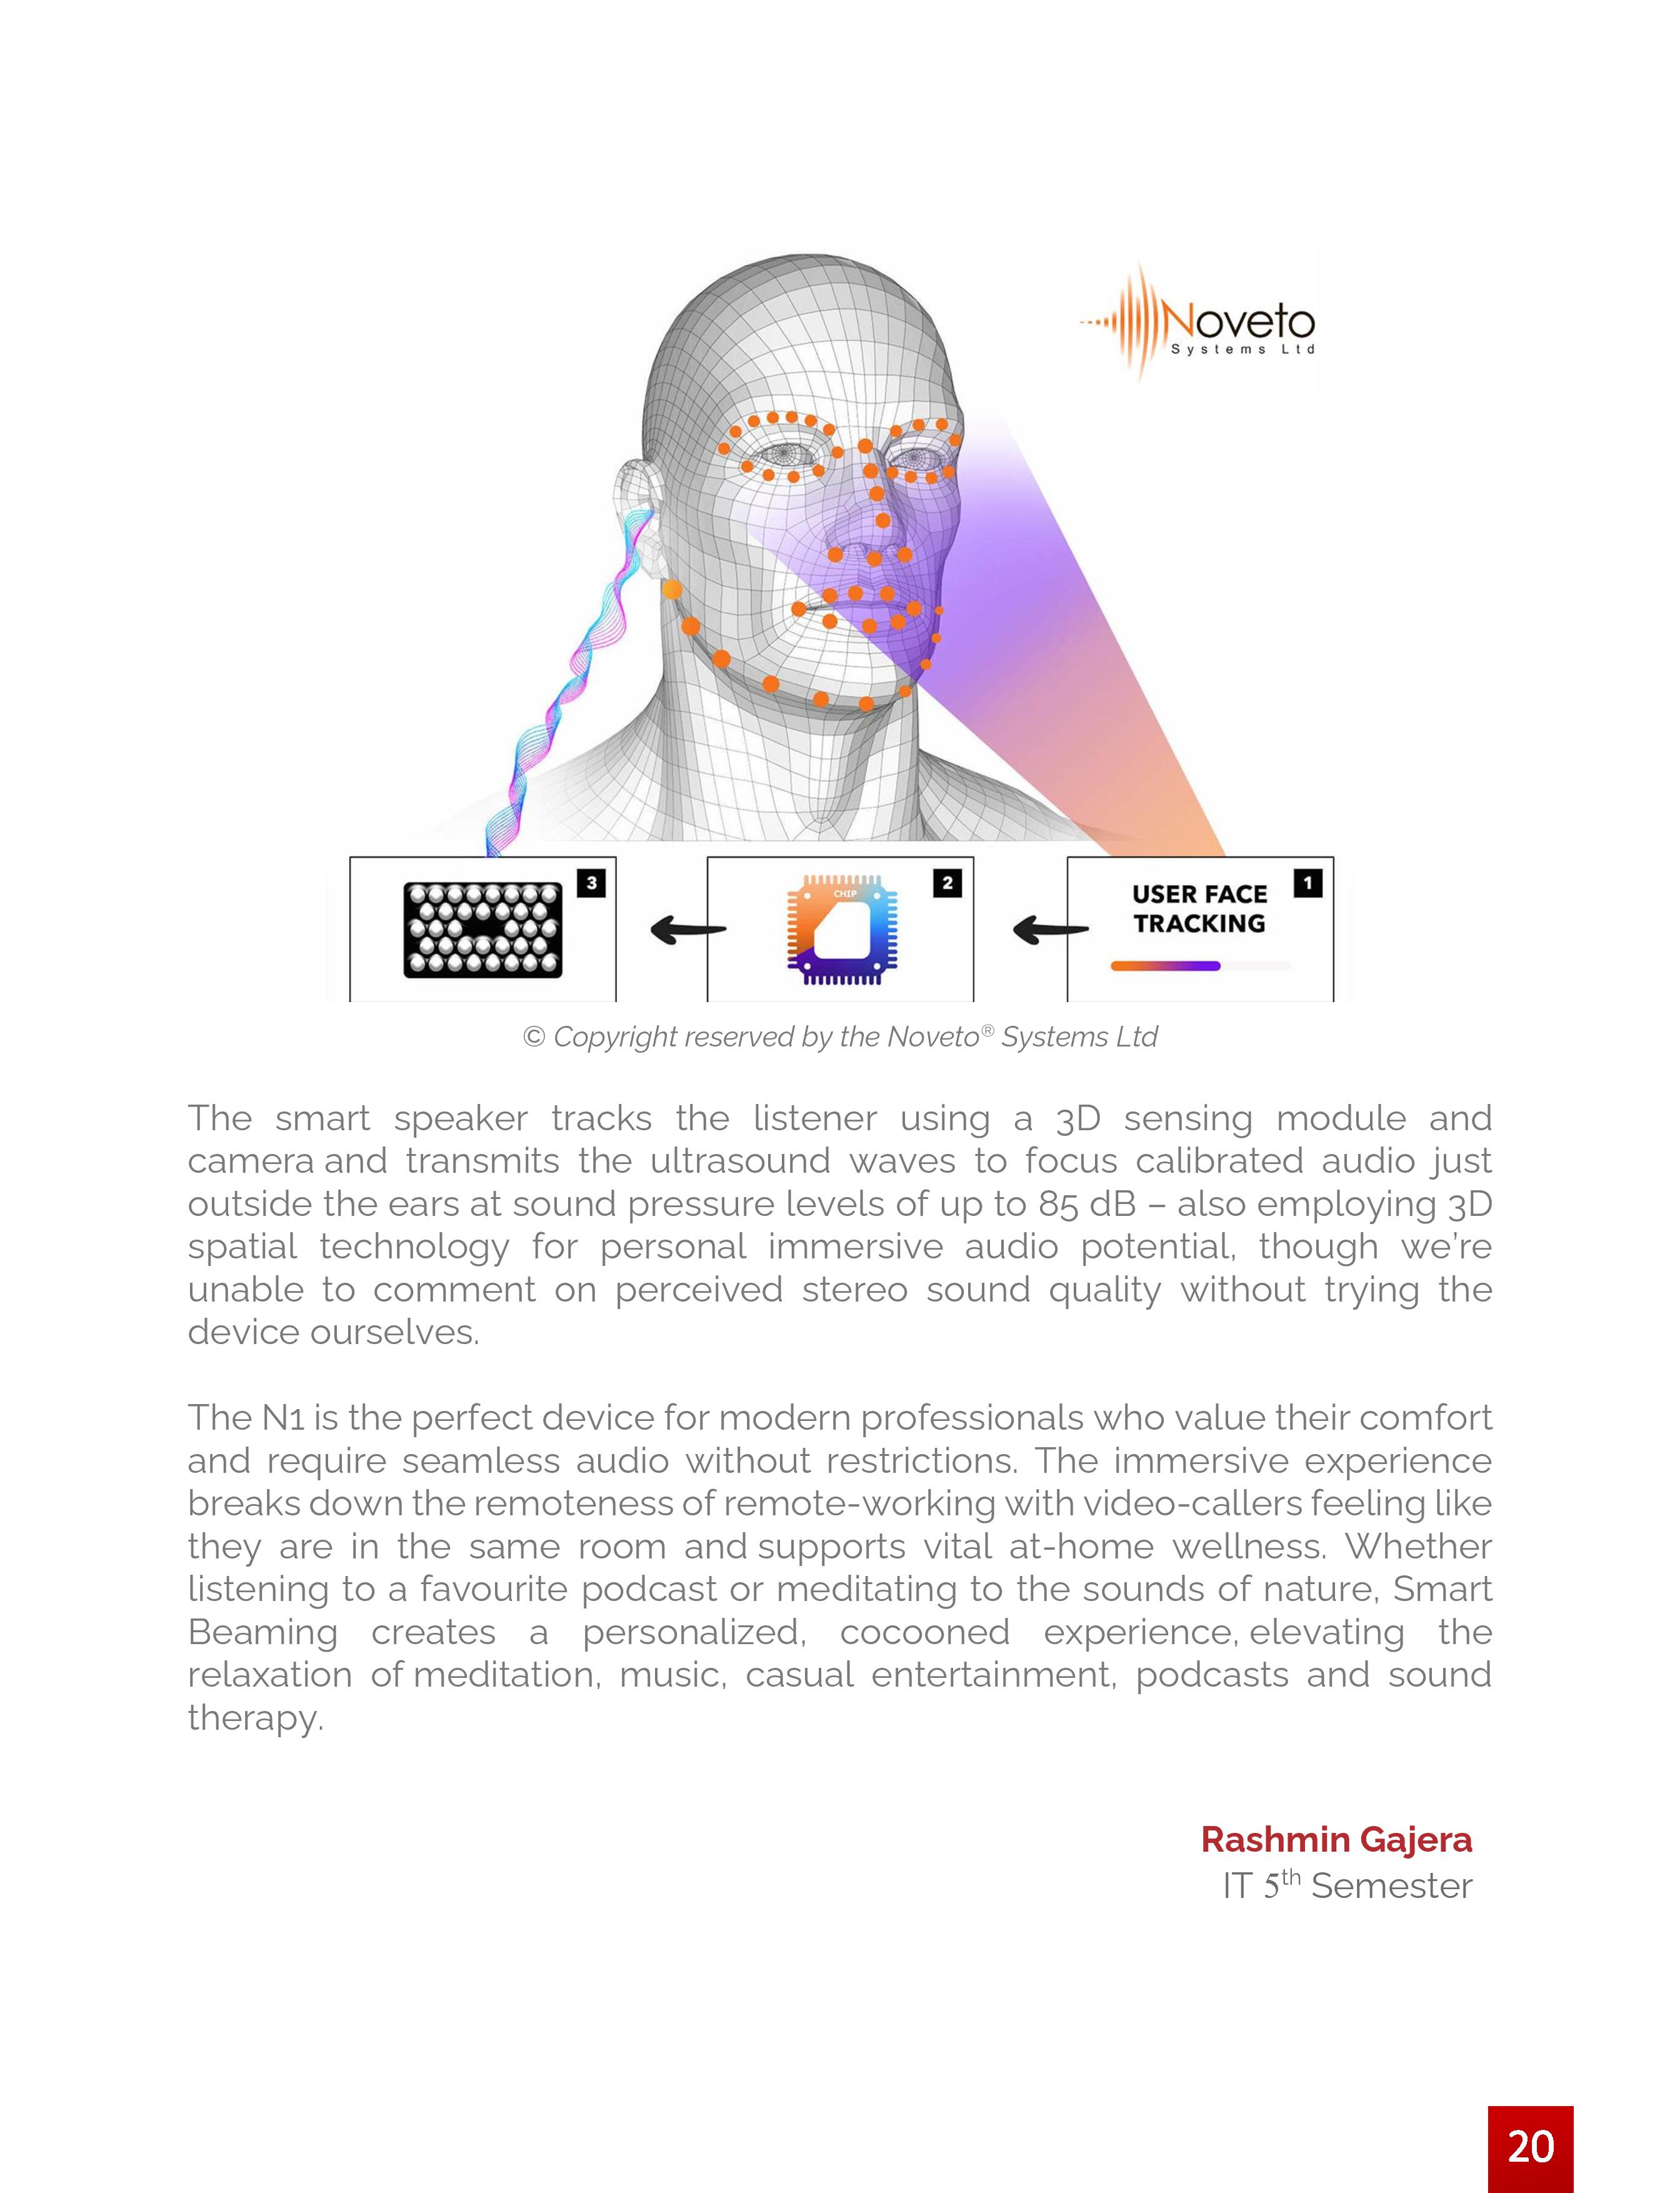 Noveto
Systems Ltd
3
CHIP
2
USER FACE
TRACKING
1
© Copyright reserved by the Noveto® Systems Ltd
The smart speaker tracks the listener using a 3D sensing module and
camera and transmits the ultrasound waves to focus calibrated audio just
outside the ears at sound pressure levels of up to 85 dB – also employing 3D
spatial technology for personal immersive audio potential, though we’re
unable to comment on perceived stereo sound quality without trying the
device ourselves.
The N1 is the perfect device for modern professionals who value their comfort
and require seamless audio without restrictions. The immersive experience
breaks down the remoteness of remote-working with video-callers feeling like
they are in the same room and supports vital at-home wellness. Whether
listening to a favourite podcast or meditating to the sounds of nature, Smart
Beaming creates a personalized, cocooned experience, elevating the
relaxation of meditation, music, casual entertainment, podcasts and sound
therapy.
Rashmin Gajera
IT 5th Semester
20